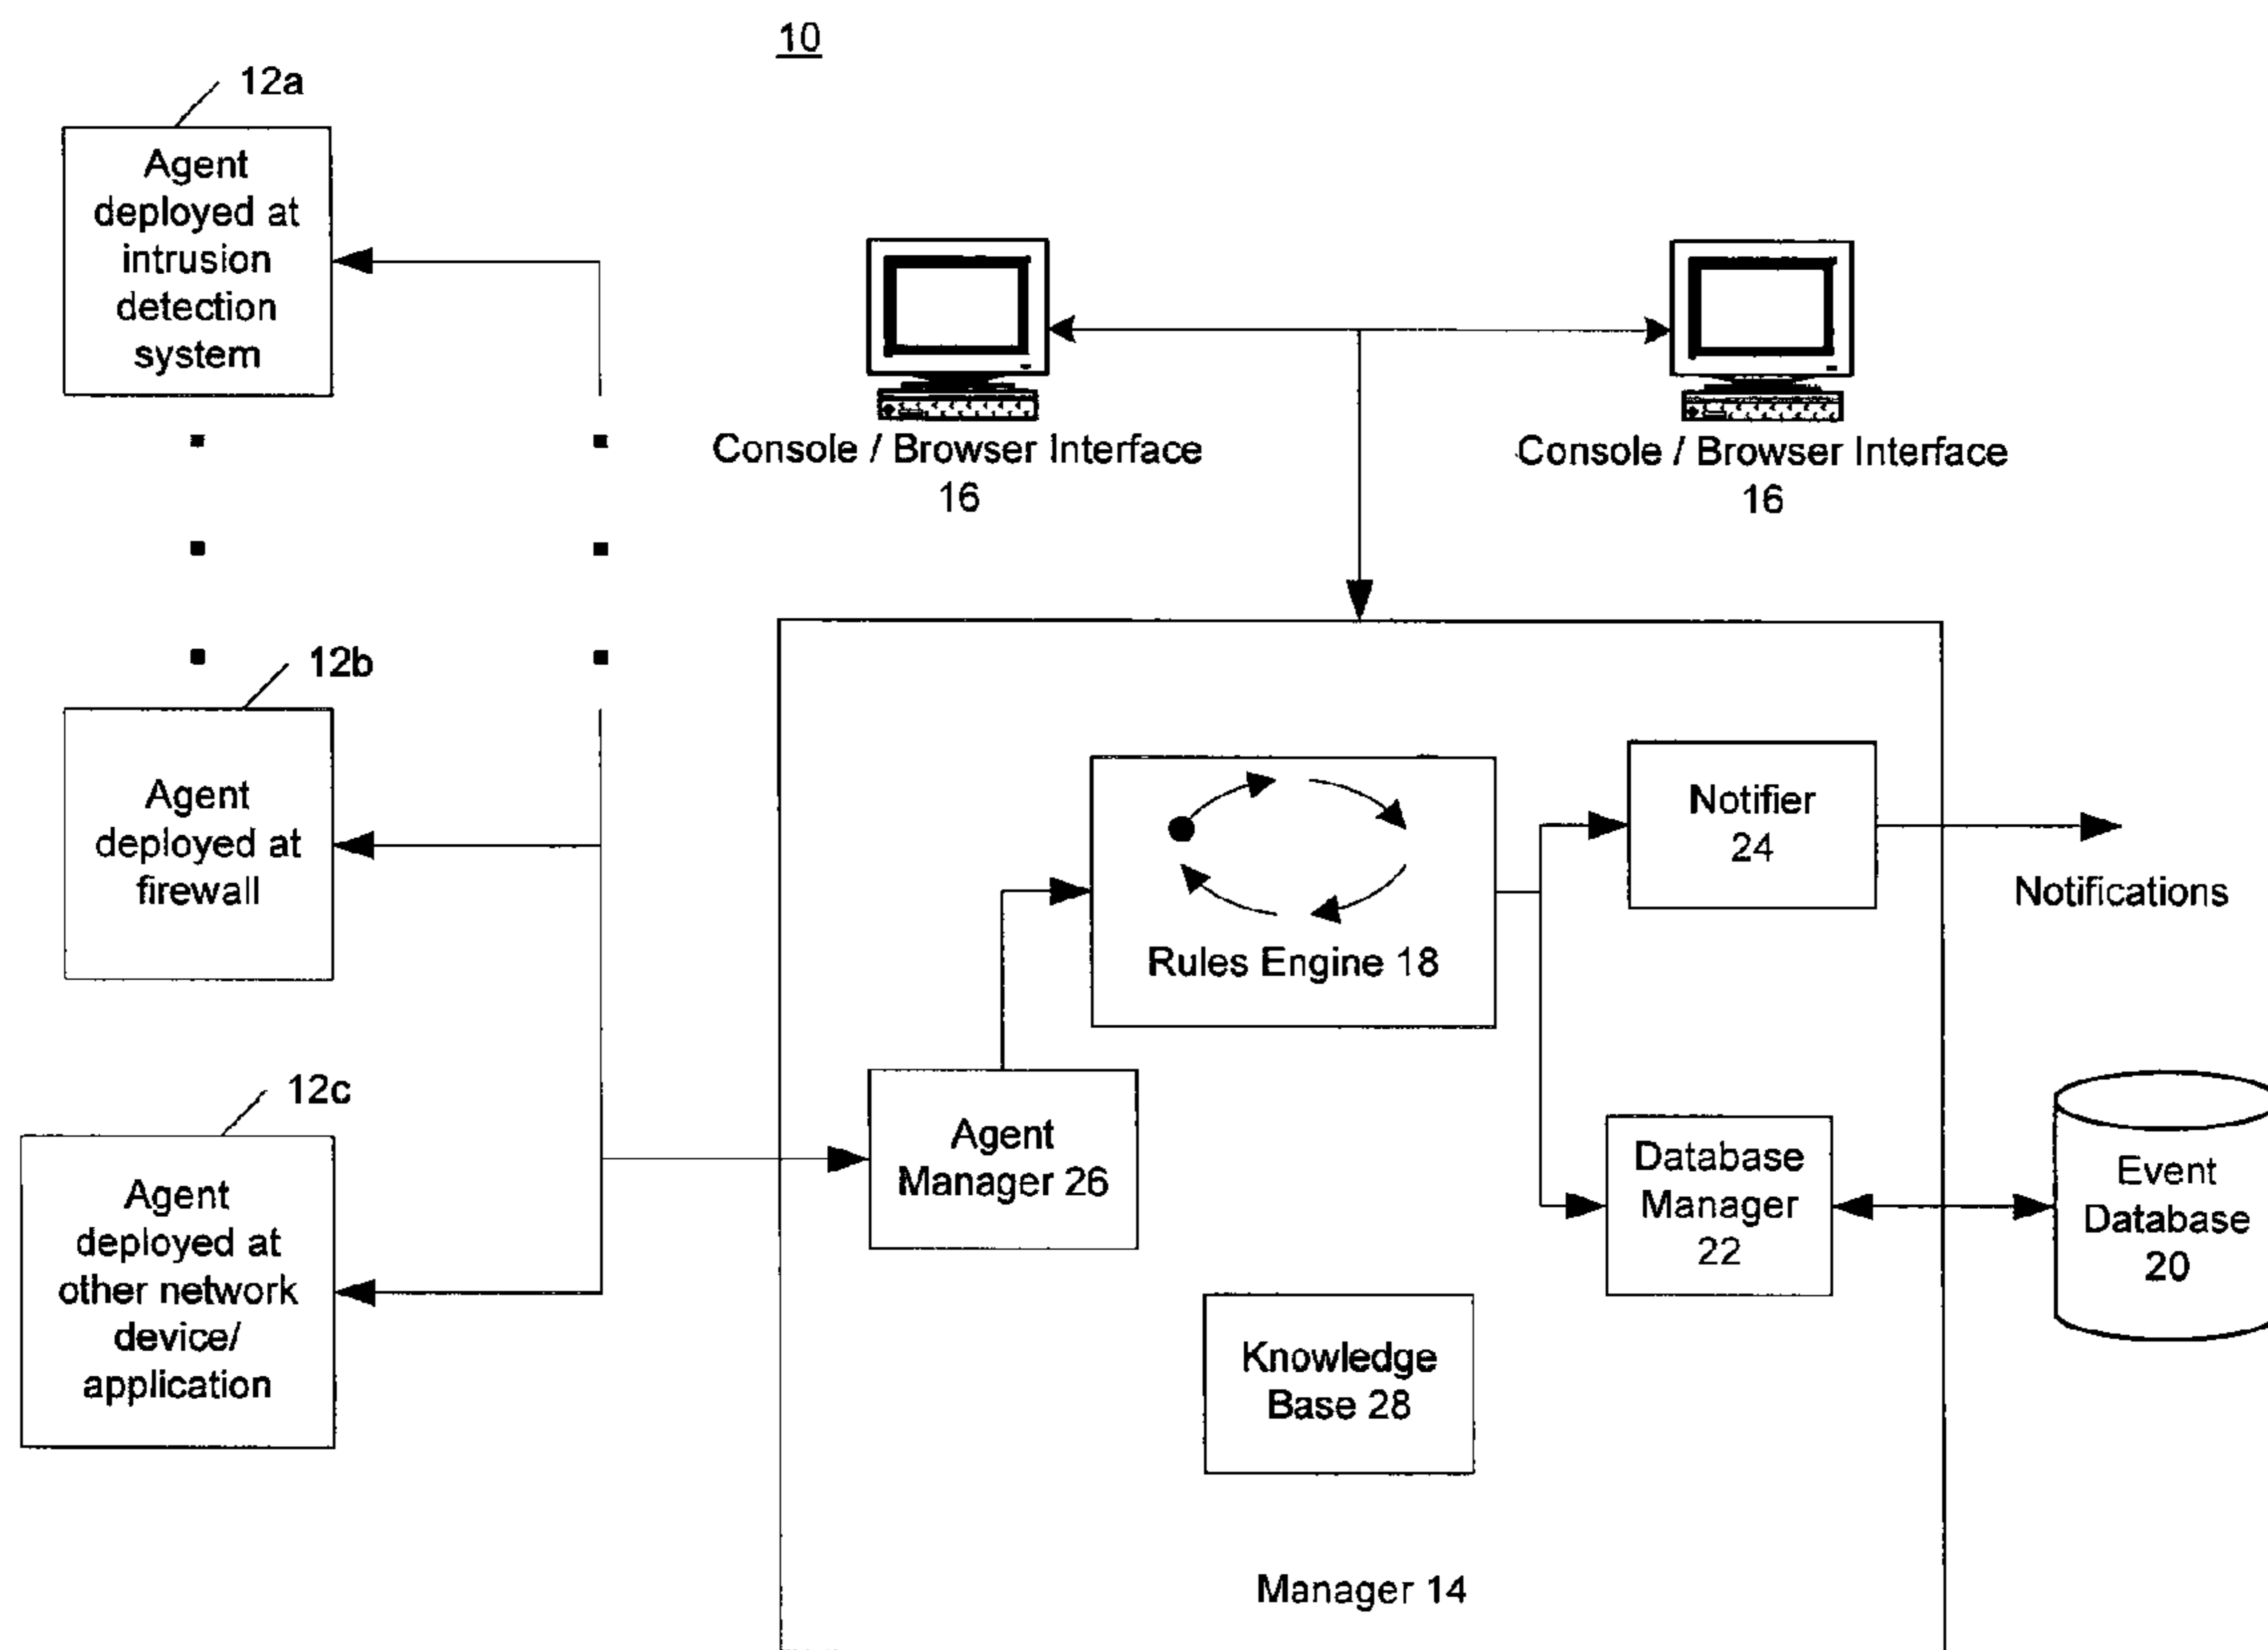 10
12a
Agent
deployed at
intrusion
detection
system
Console / Browser Interface
16
Console / Browser Interface
16
12b
Agent
deployed at
firewall
Notifier
24
Notifications
Rules Engine 18
12c
Agent
deployed at
other network
device/
application
Agent
Manager 26
Database
Manager
22
Event
Database
20
Knowledge
Base 28
Manager 14